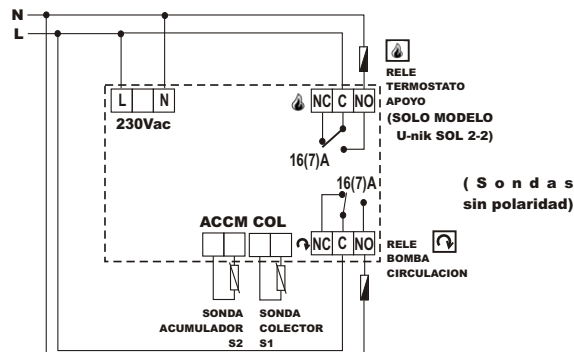 N
L
RELE
TERMOSTATO
APOYO
(SOLO MODELO
U-nik SOL 2-2)
L N
230Vac
NC C NO
16(7)A
16(7)A
( S o n d a s
sin polaridad)
ACCM COL
NC C NO
RELE
BOMBA
CIRCULACION
SONDA
ACUMULADOR
S2
SONDA
COLECTOR
S1